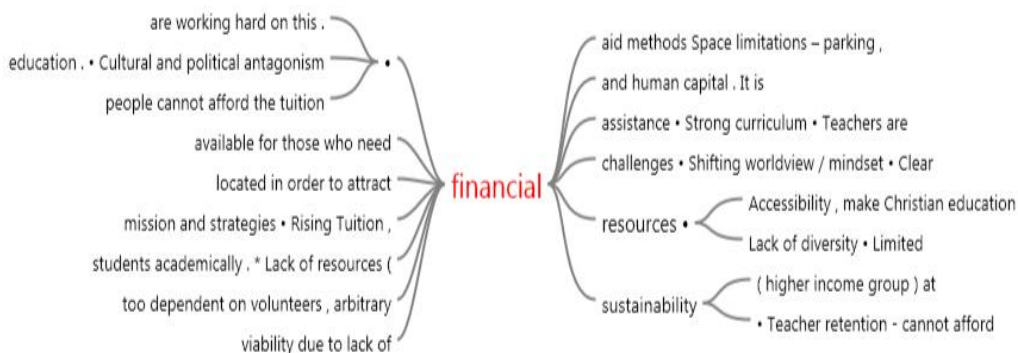 are working hard on this .
education . • Cultural and political antagonism
•
people cannot afford the tuition
available for those who need
located in order to attract
mission and strategies • Rising Tuition ,
students academically . * Lack of resources (
too dependent on volunteers , arbitrary
viability due to lack of
financial
aid methods Space limitations – parking ,
and human capital . It is
assistance • Strong curriculum • Teachers are
challenges • Shifting worldview / mindset • Clear
resources •
Accessibility , make Christian education
Lack of diversity • Limited
sustainability
( higher income group ) at
• Teacher retention - cannot afford